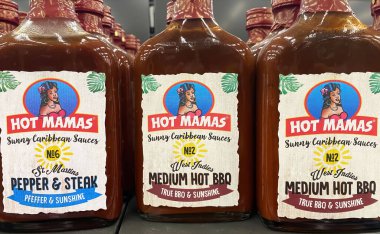 HOT MAMAS
Sunny Caribbean Sauces
No6
St. Martins
PEPPER & STEAK
PFEFFER & SUNSHINE
HOT MAMAS
Sunny Caribbean Sauces
No2
West Indies
MEDIUM HOT BBQ
TRUE BBQ & SUNSHINE
HOT MAMAS
Sunny Caribbean Sauces
No2
West Indies
MEDIUM HOT BBQ
TRUE BBQ & SUNSHINE